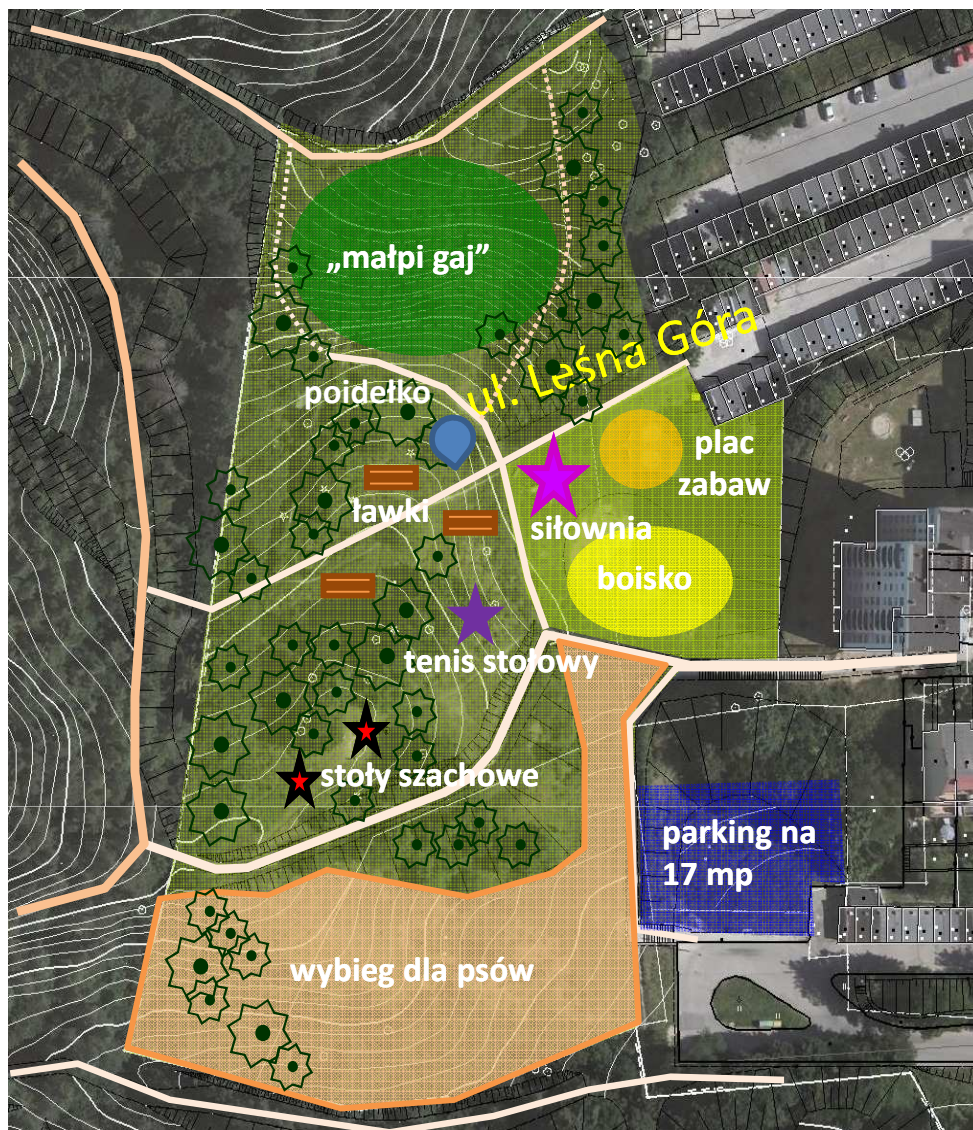 „małpi gaj”
ul. Leśna Góra
poidełko
plac
zabaw
ławki
siłownia
boisko
tenis stołowy
stoły szachowe
parking na
17 mp
wybieg dla psów